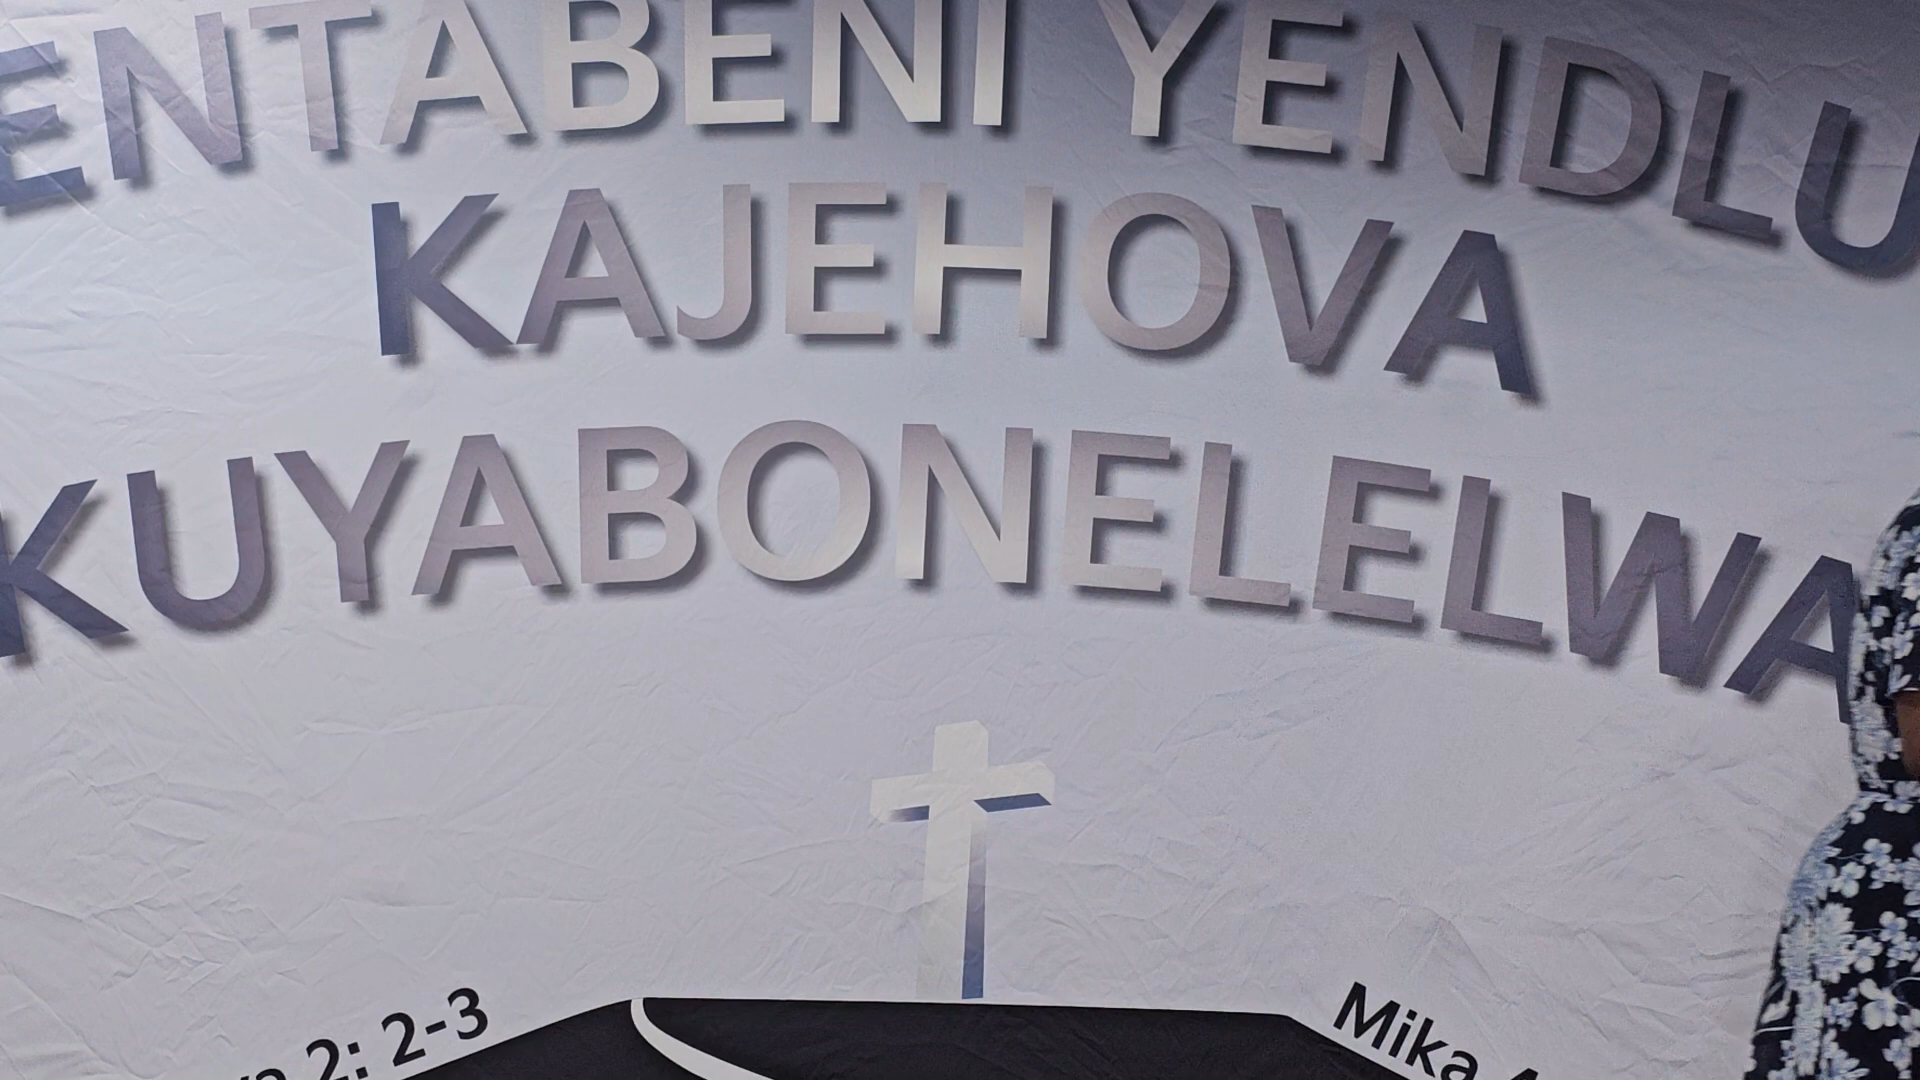 ENTABENI YENDLU
KAJEHOVA
KUYABONELELWA
2: 2-3
Mika